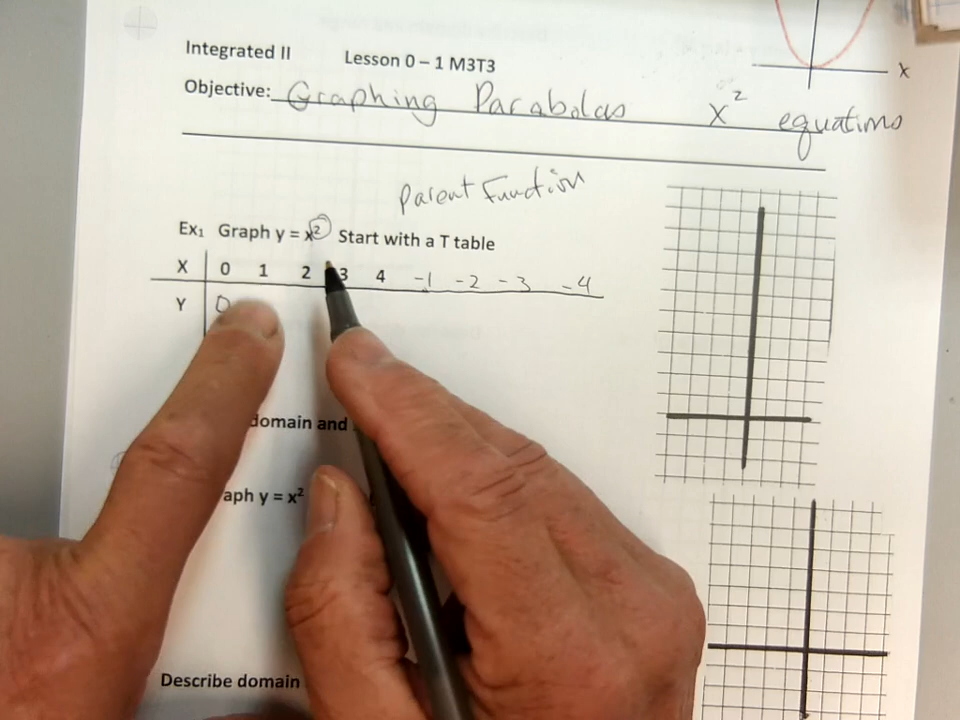 x
Integrated II Lesson 0 – 1 M3T3
Objective: Graphing Parabolas x² equations
Parent Function
Ex1 Graph y = x² Start with a T table
X 0 1 2 3 4 -1 -2 -3 -4
Y 0
domain and
aph y = x²
Describe domain